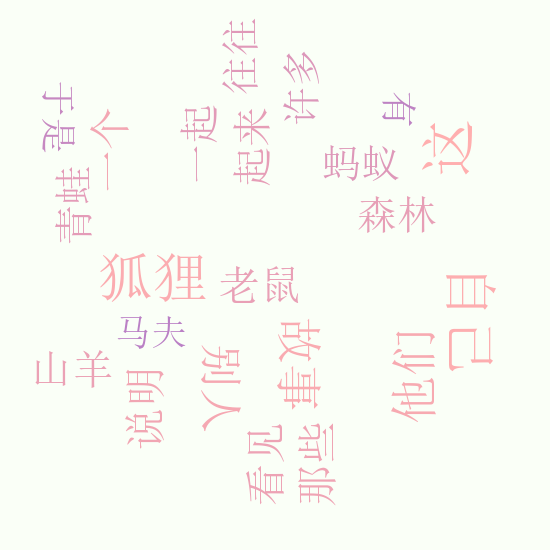 往往
许多
于是
一个
一起
起来
有
这
蚂蚁
青蛙
森林
狐狸
老鼠
自己
马夫
故事
他们
别人
山羊
说明
看见
那些